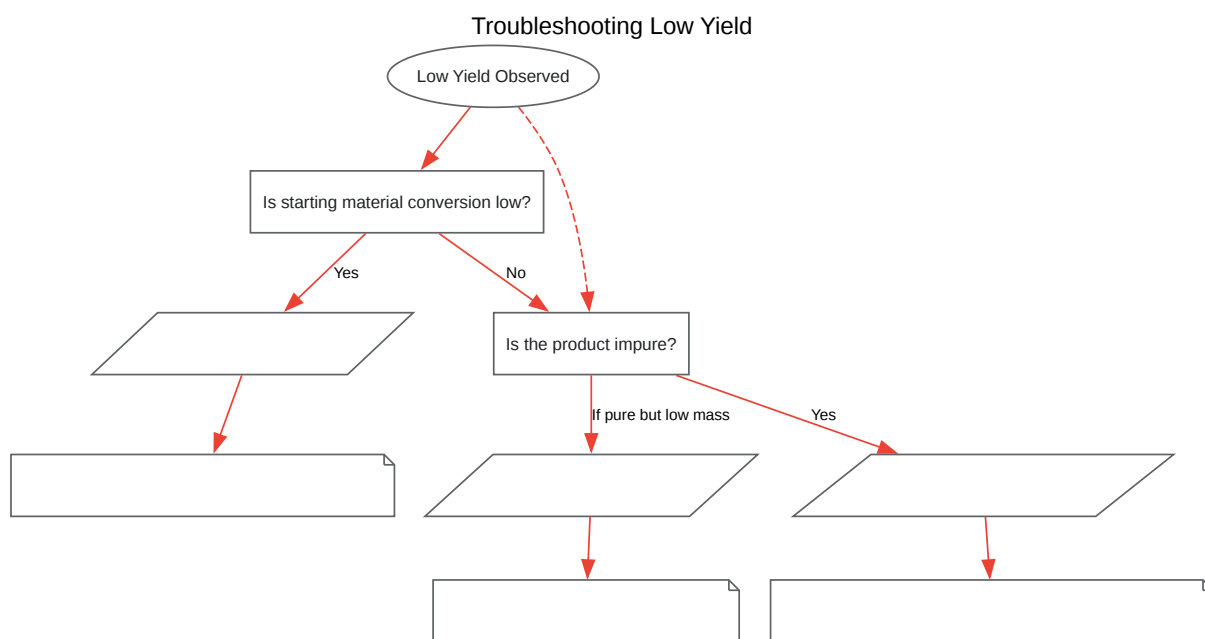 Troubleshooting Low Yield
Low Yield Observed
Is starting material conversion low?
Yes
No
Is the product impure?
If pure but low mass
Yes